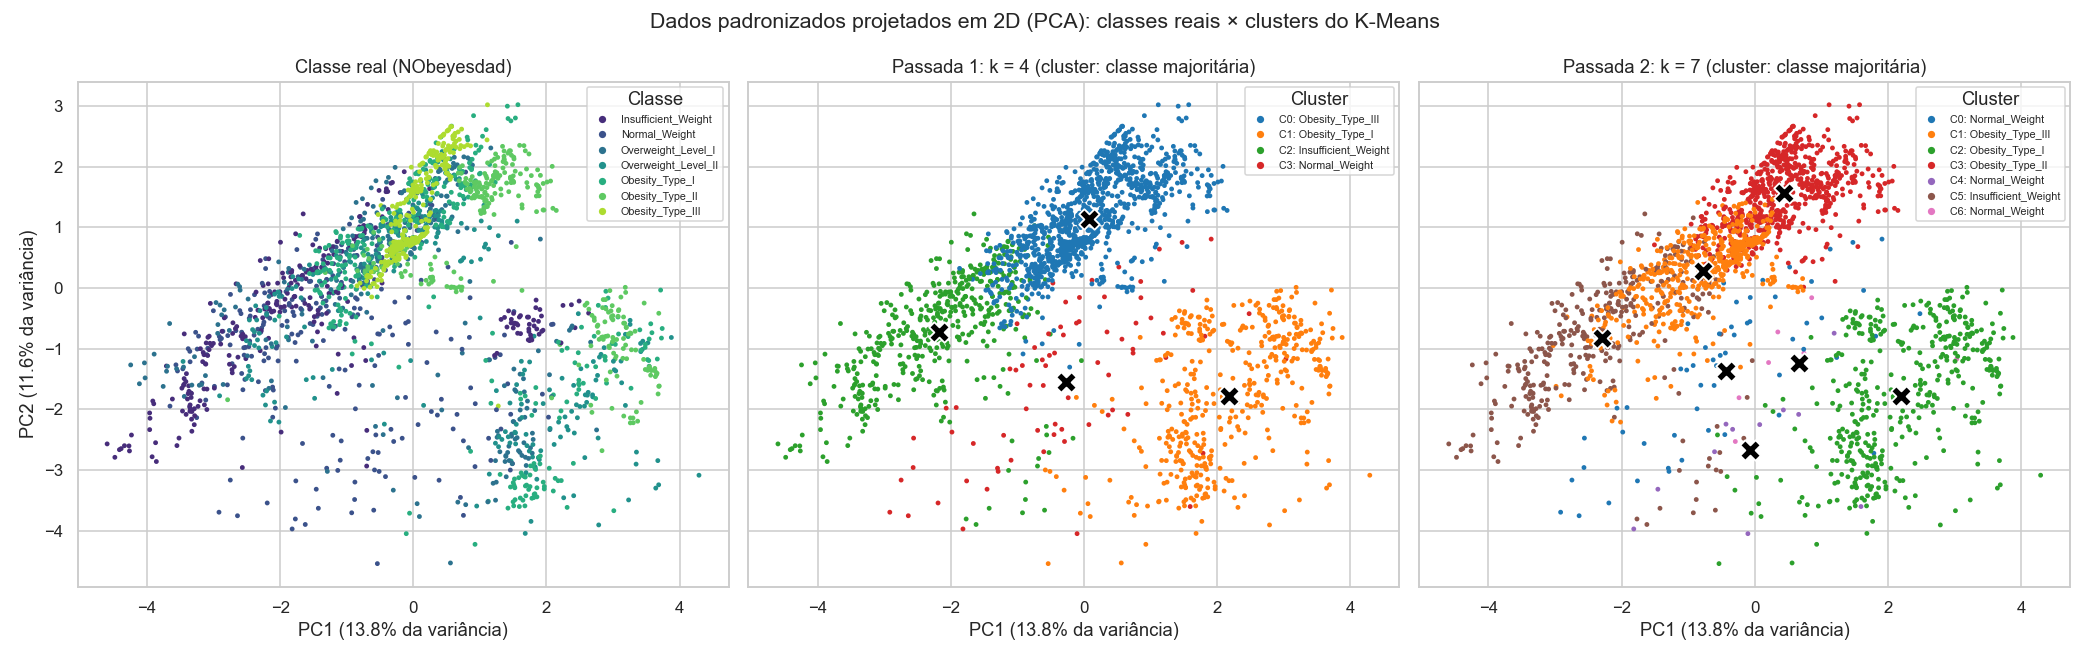 Dados padronizados projetados em 2D (PCA): classes reais × clusters do K-Means
Classe real (NObeyesdad)
Classe
Insufficient_Weight
Normal_Weight
Overweight_Level_I
Overweight_Level_II
Obesity_Type_I
Obesity_Type_II
Obesity_Type_III
3
2
1
0
−1
−2
−3
−4
PC2 (11.6% da variância)
−4 −2 0 2 4
PC1 (13.8% da variância)
Passada 1: k = 4 (cluster: classe majoritária)
Cluster
C0: Obesity_Type_III
C1: Obesity_Type_I
C2: Insufficient_Weight
C3: Normal_Weight
−4 −2 0 2 4
PC1 (13.8% da variância)
Passada 2: k = 7 (cluster: classe majoritária)
Cluster
C0: Normal_Weight
C1: Obesity_Type_III
C2: Obesity_Type_I
C3: Obesity_Type_II
C4: Normal_Weight
C5: Insufficient_Weight
C6: Normal_Weight
−4 −2 0 2 4
PC1 (13.8% da variância)